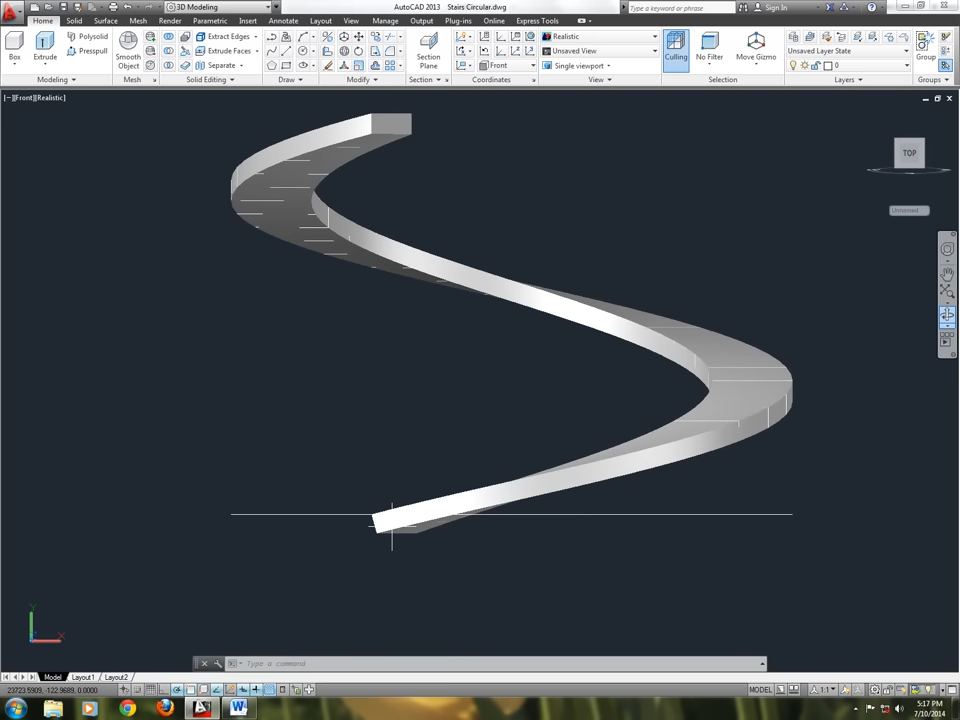 3D Modeling
AutoCAD 2013 Stairs Circular.dwg
Type a keyword or phrase
Sign In
Home Solid Surface Mesh Render Parametric Insert Annotate Layout View Manage Output Plug-ins Online Express Tools
Box
Extrude
Polysolid
Presspull
Smooth
Object
Extrude Edges
Extrude Faces
Separate
Section
Plane
Front
Realistic
Unsaved View
Single viewport
Culling
No Filter
Move Gizmo
Unsaved Layer State
0
Group
Modeling
Mesh
Solid Editing
Draw
Modify
Section
Coordinates
View
Selection
Layers
Groups
[−][Front][Realistic]
TOP
Unnamed
Y
X
Type a command
Model Layout1 Layout2
23723.5909, -122.9689, 0.0000
MODEL
1:1
5:17 PM
7/10/2014